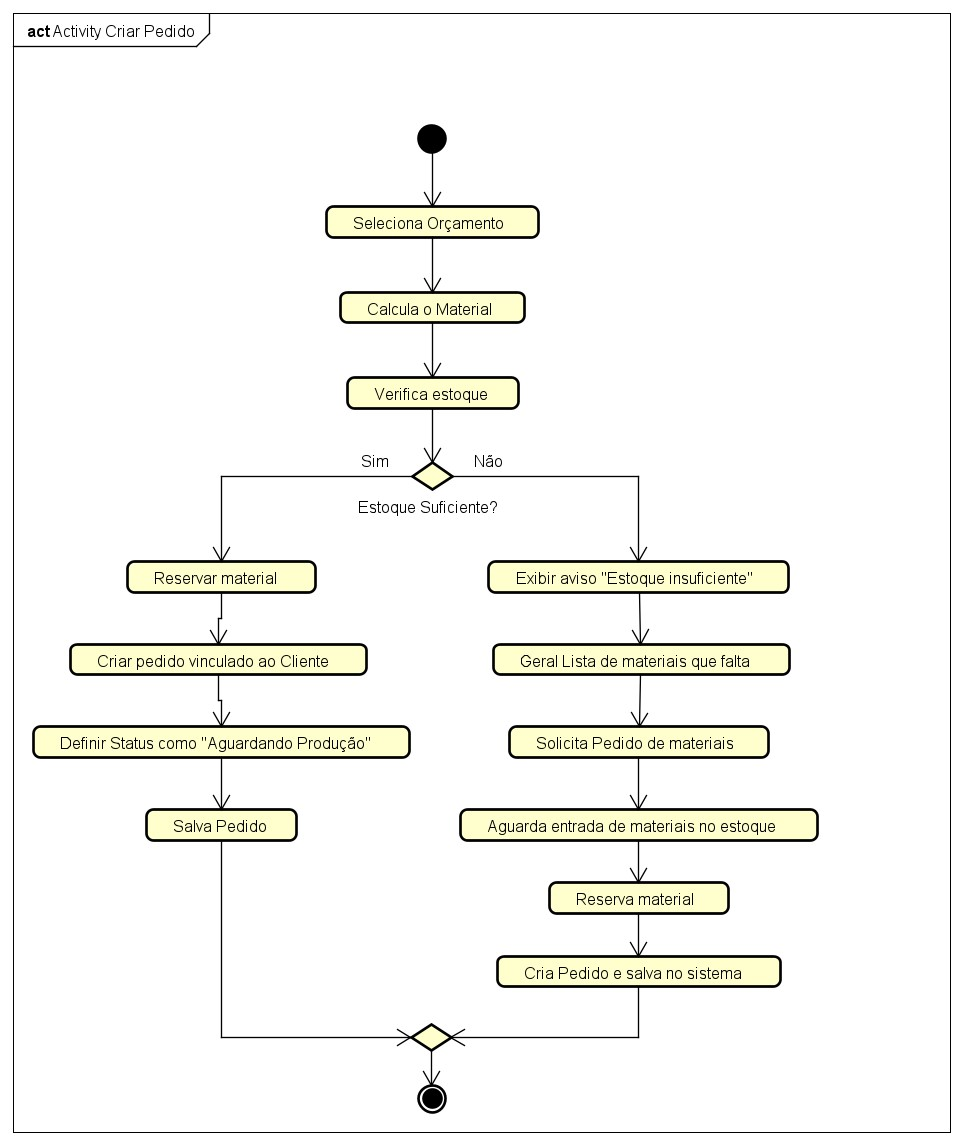 act Activity Criar Pedido
Seleciona Orçamento
Calcula o Material
Verifica estoque
Sim
Não
Estoque Suficiente?
Reservar material
Exibir aviso "Estoque insuficiente"
Criar pedido vinculado ao Cliente
Geral Lista de materiais que falta
Definir Status como "Aguardando Produção"
Solicita Pedido de materiais
Salva Pedido
Aguarda entrada de materiais no estoque
Reserva material
Cria Pedido e salva no sistema